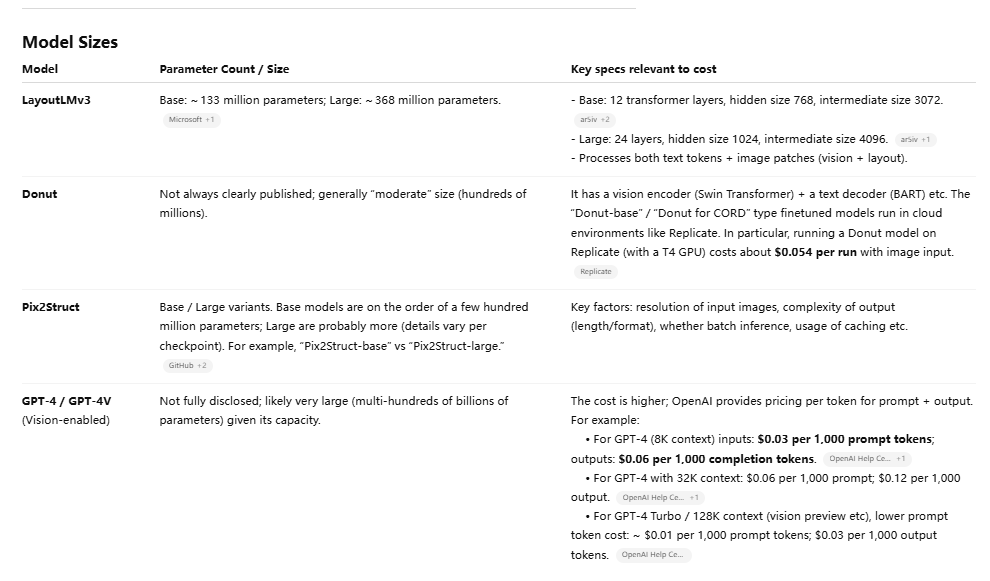 Model Sizes
Model Parameter Count / Size Key specs relevant to cost
LayoutLMv3 Base: ~ 133 million parameters; Large: ~ 368 million parameters.
Microsoft +1
- Base: 12 transformer layers, hidden size 768, intermediate size 3072.
arXiv +2
- Large: 24 layers, hidden size 1024, intermediate size 4096. arXiv +1
- Processes both text tokens + image patches (vision + layout).
Donut Not always clearly published; generally “moderate” size (hundreds of
millions).
It has a vision encoder (Swin Transformer) + a text decoder (BART) etc. The
“Donut-base” / “Donut for CORD” type finetuned models run in cloud
environments like Replicate. In particular, running a Donut model on
Replicate (with a T4 GPU) costs about $0.054 per run with image input.
Replicate
Pix2Struct Base / Large variants. Base models are on the order of a few hundred
million parameters; Large are probably more (details vary per
checkpoint). For example, “Pix2Struct-base” vs “Pix2Struct-large.”
GitHub +2
Key factors: resolution of input images, complexity of output
(length/format), whether batch inference, usage of caching etc.
GPT-4 / GPT-4V
(Vision-enabled)
Not fully disclosed; likely very large (multi-hundreds of billions of
parameters) given its capacity.
The cost is higher; OpenAI provides pricing per token for prompt + output.
For example:
• For GPT-4 (8K context) inputs: $0.03 per 1,000 prompt tokens;
outputs: $0.06 per 1,000 completion tokens. OpenAI Help Ce... +1
• For GPT-4 with 32K context: $0.06 per 1,000 prompt; $0.12 per 1,000
output. OpenAI Help Ce... +1
• For GPT-4 Turbo / 128K context (vision preview etc), lower prompt
token cost: ~ $0.01 per 1,000 prompt tokens; $0.03 per 1,000 output
tokens. OpenAI Help Ce...